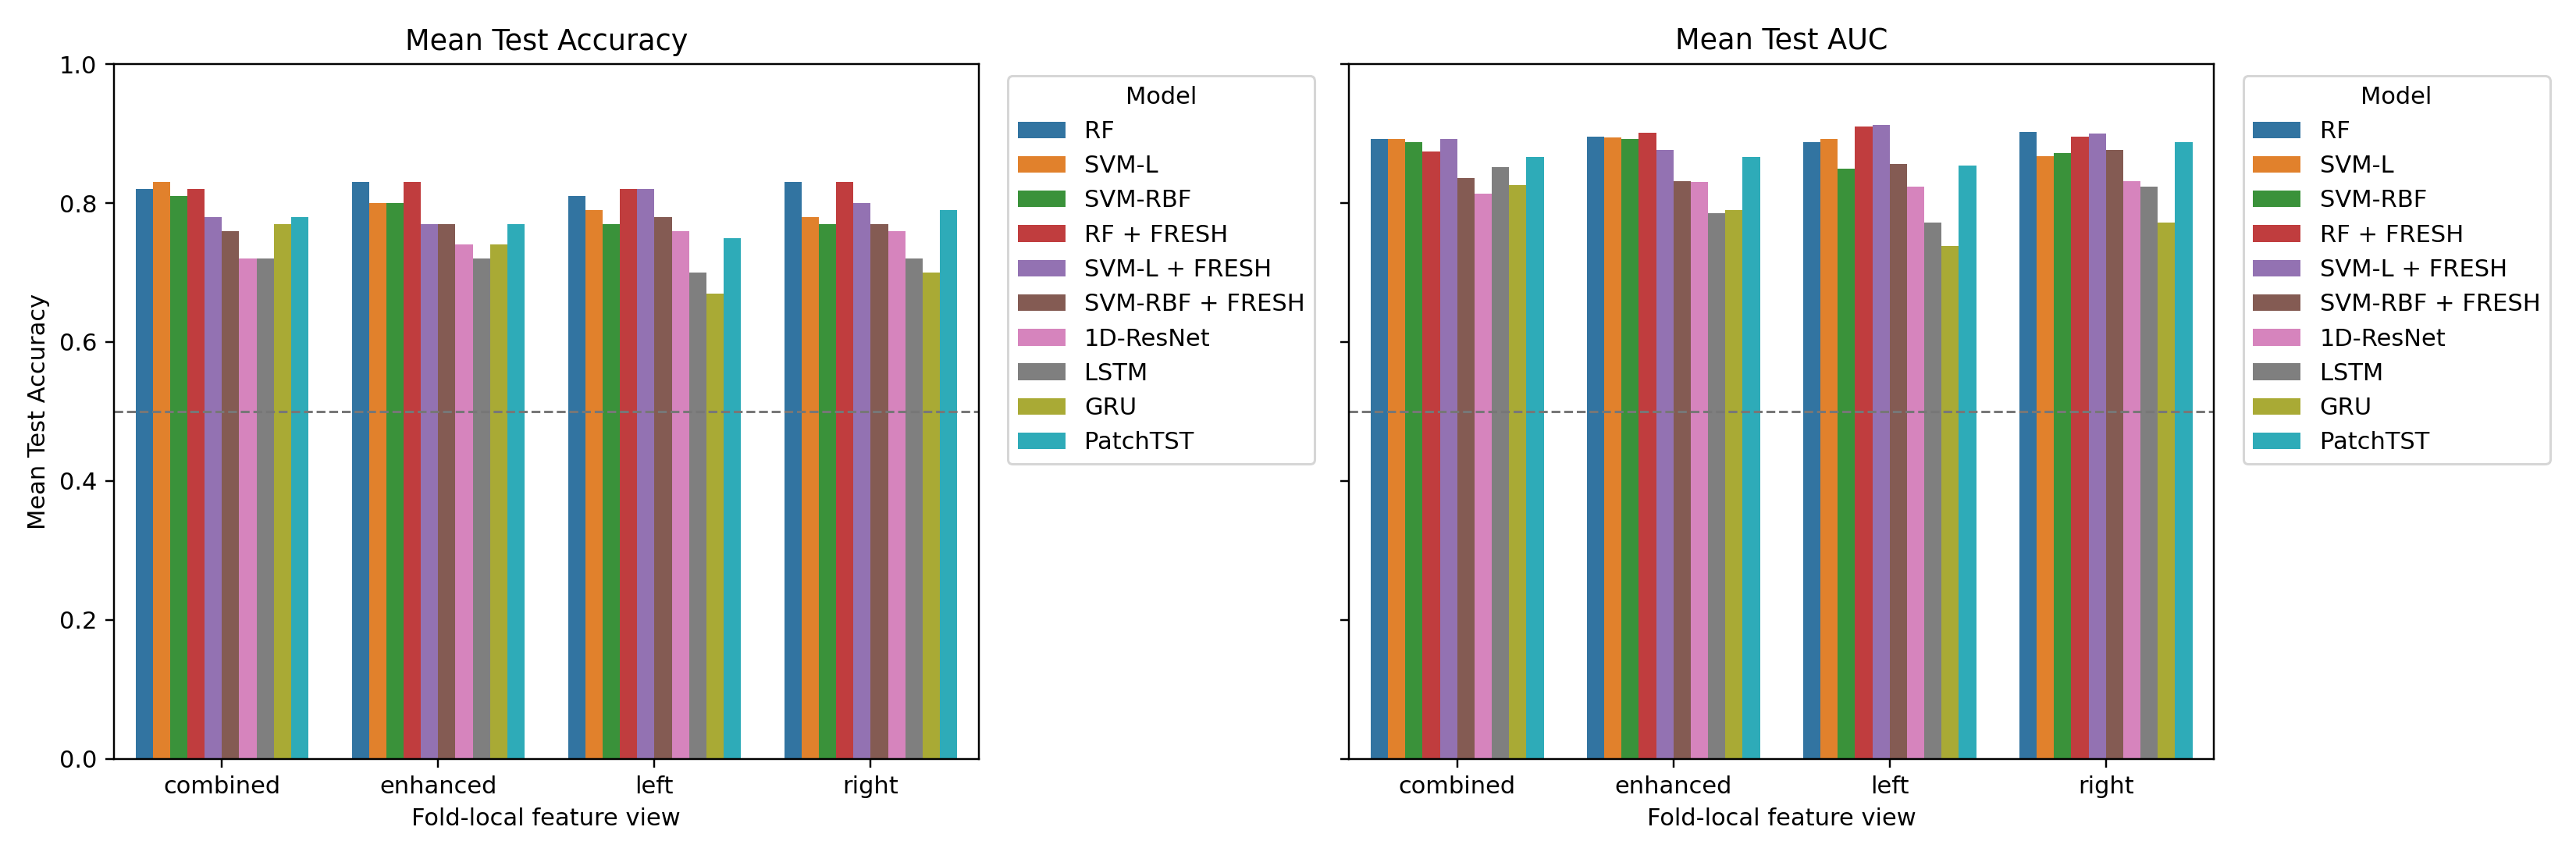 Mean Test Accuracy
Mean Test Accuracy
1.0
0.8
0.6
0.4
0.2
0.0
combined enhanced left right
Fold-local feature view
Model
RF
SVM-L
SVM-RBF
RF + FRESH
SVM-L + FRESH
SVM-RBF + FRESH
1D-ResNet
LSTM
GRU
PatchTST
Mean Test AUC
combined enhanced left right
Fold-local feature view
Model
RF
SVM-L
SVM-RBF
RF + FRESH
SVM-L + FRESH
SVM-RBF + FRESH
1D-ResNet
LSTM
GRU
PatchTST